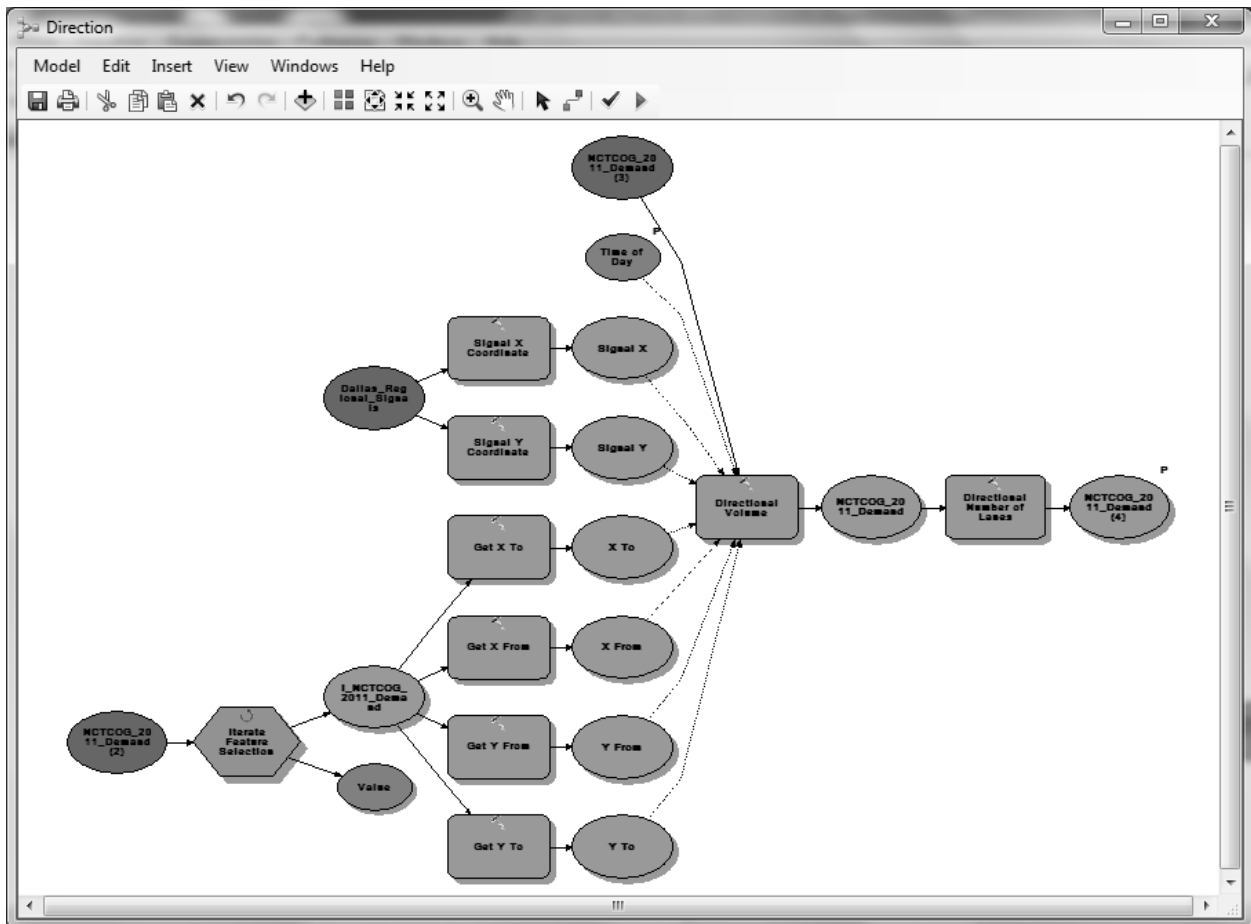 Direction
Model Edit Insert View Windows Help
NCTCOG_20
11_Demand
(3)
P
Time of
Day
Signal X
Coordinate
Signal X
Dallas_Reg
ional_Signa
ls
Signal Y
Coordinate
Signal Y
P
Directional
Volume
NCTCOG_20
11_Demand
Directional
Number of
Lanes
NCTCOG_20
11_Demand
(4)
Get X To
X To
Get X From
X From
I_NCTCOG_
2011_Dema
nd
NCTCOG_20
11_Demand
(2)
Iterate
Feature
Selection
Get Y From
Y From
Value
Get Y To
Y To